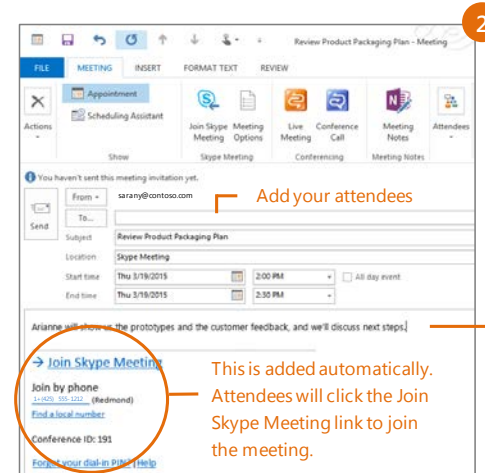 2
Review Product Packaging Plan - Meeting
FILE MEETING INSERT FORMAT TEXT REVIEW
Actions
Appointment
Scheduling Assistant
Show
Join Skype Meeting
Meeting Options
Skype Meeting
Live Meeting
Conference Call
Conferencing
Meeting Notes
Meeting Notes
Attendees
You haven't sent this meeting invitation yet.
Send
From sarany@contoso.com
Add your attendees
To...
Subject Review Product Packaging Plan
Location Skype Meeting
Start time Thu 3/19/2015 2:00 PM All day event
End time Thu 3/19/2015 2:30 PM
Arianne will show us the prototypes and the customer feedback, and we'll discuss next steps.
→ Join Skype Meeting
Join by phone
1+(425) 555-1212 (Redmond)
Find a local number
Conference ID: 191
Forgot your dial-in PIN? | Help
This is added automatically.
Attendees will click the Join
Skype Meeting link to join
the meeting.